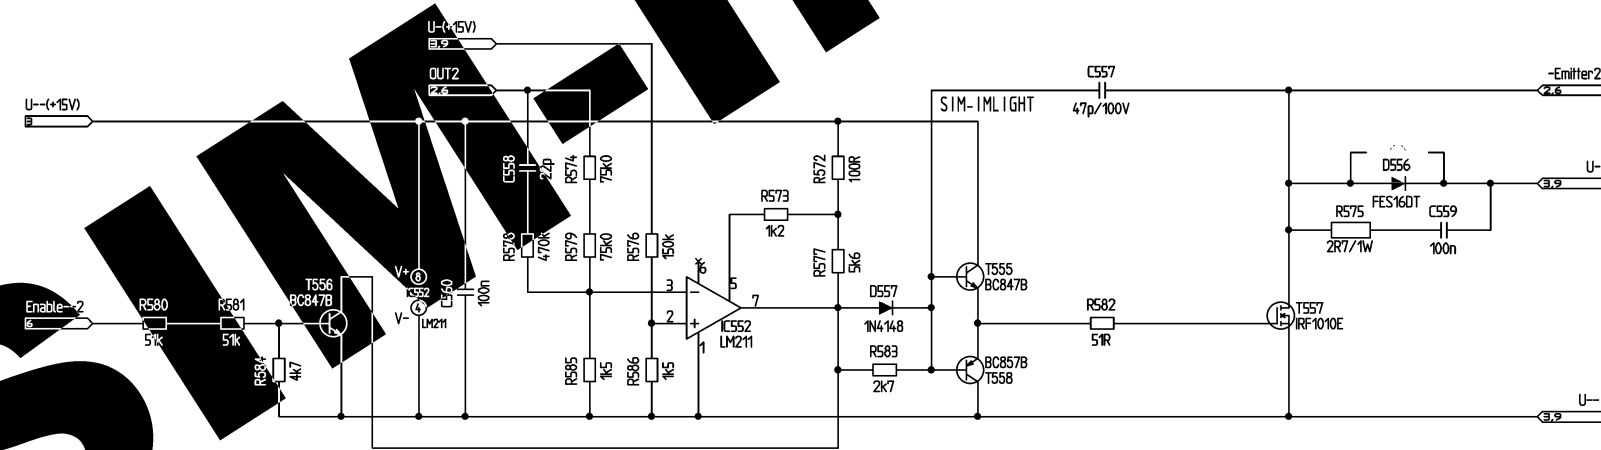 U-(+15V)
3,9
OUT2
2,6
U--(+15V)
3
C557
47p/100V
-Emitter2
2,6
SIM-IMLIGHT
C558
22p
R574
75k0
R572
100R
D556
FES16DT
U-
3,9
R573
1k2
R575
2R7/1W
C559
100n
R578
470k
R579
75k0
R576
150k
R577
5k6
T556
BC847B
V+
8
IC552
4
V-
LM211
C560
100n
6
5
3
2
7
1
IC552
LM211
D557
1N4148
T555
BC847B
Enable--2
6
R580
51k
R581
51k
R582
51R
T557
IRF1010E
R584
4k7
R585
1k5
R586
1k5
R583
2k7
BC857B
T558
U--
3,9